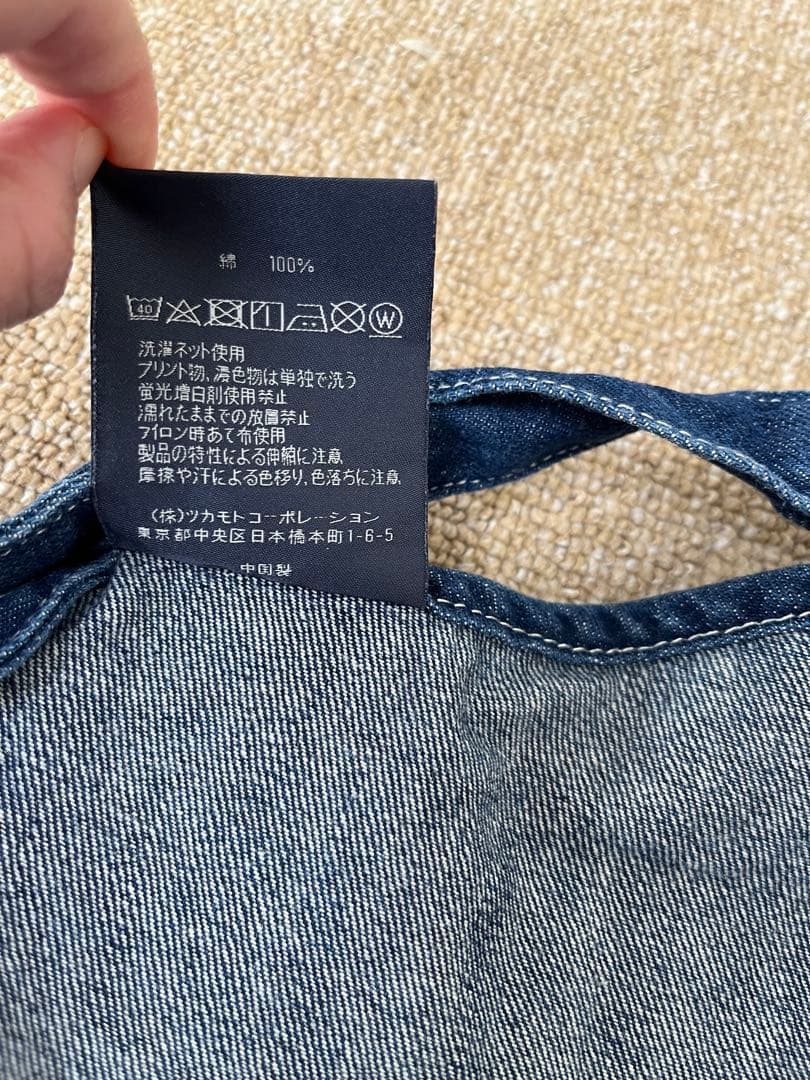 綿 100%
40 W
洗濯ネット使用
プリント物、濃色物は単独で洗う
蛍光増白剤使用禁止
濡れたままでの放置禁止
アイロン時あて布使用
製品の特性による伸縮に注意
摩擦や汗による色移り、色落ちに注意
(株)ツカモトコーポレーション
東京都中央区日本橋本町1-6-5
中国製